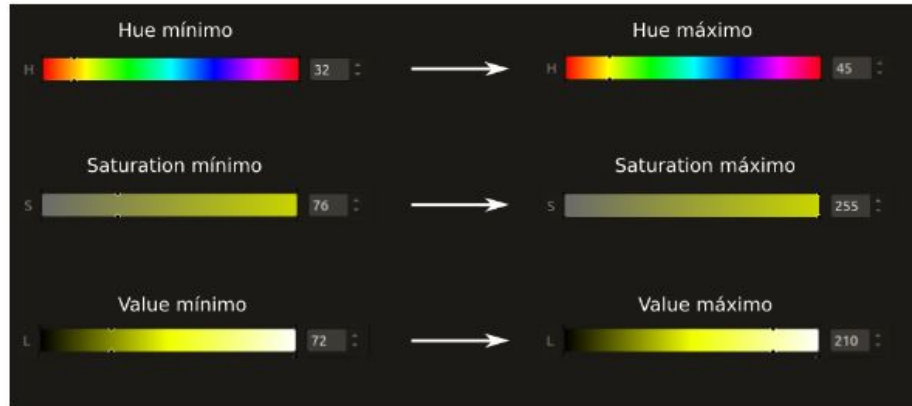 Hue mínimo
Hue máximo
H 32
H 45
Saturation mínimo
Saturation máximo
S 76
S 255
Value mínimo
Value máximo
L 72
L 210